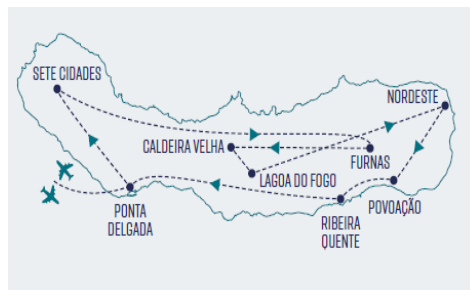 SETE CIDADES
NORDESTE
CALDEIRA VELHA
FURNAS
LAGOA DO FOGO
POVOAÇÃO
PONTA
DELGADA
RIBEIRA
QUENTE